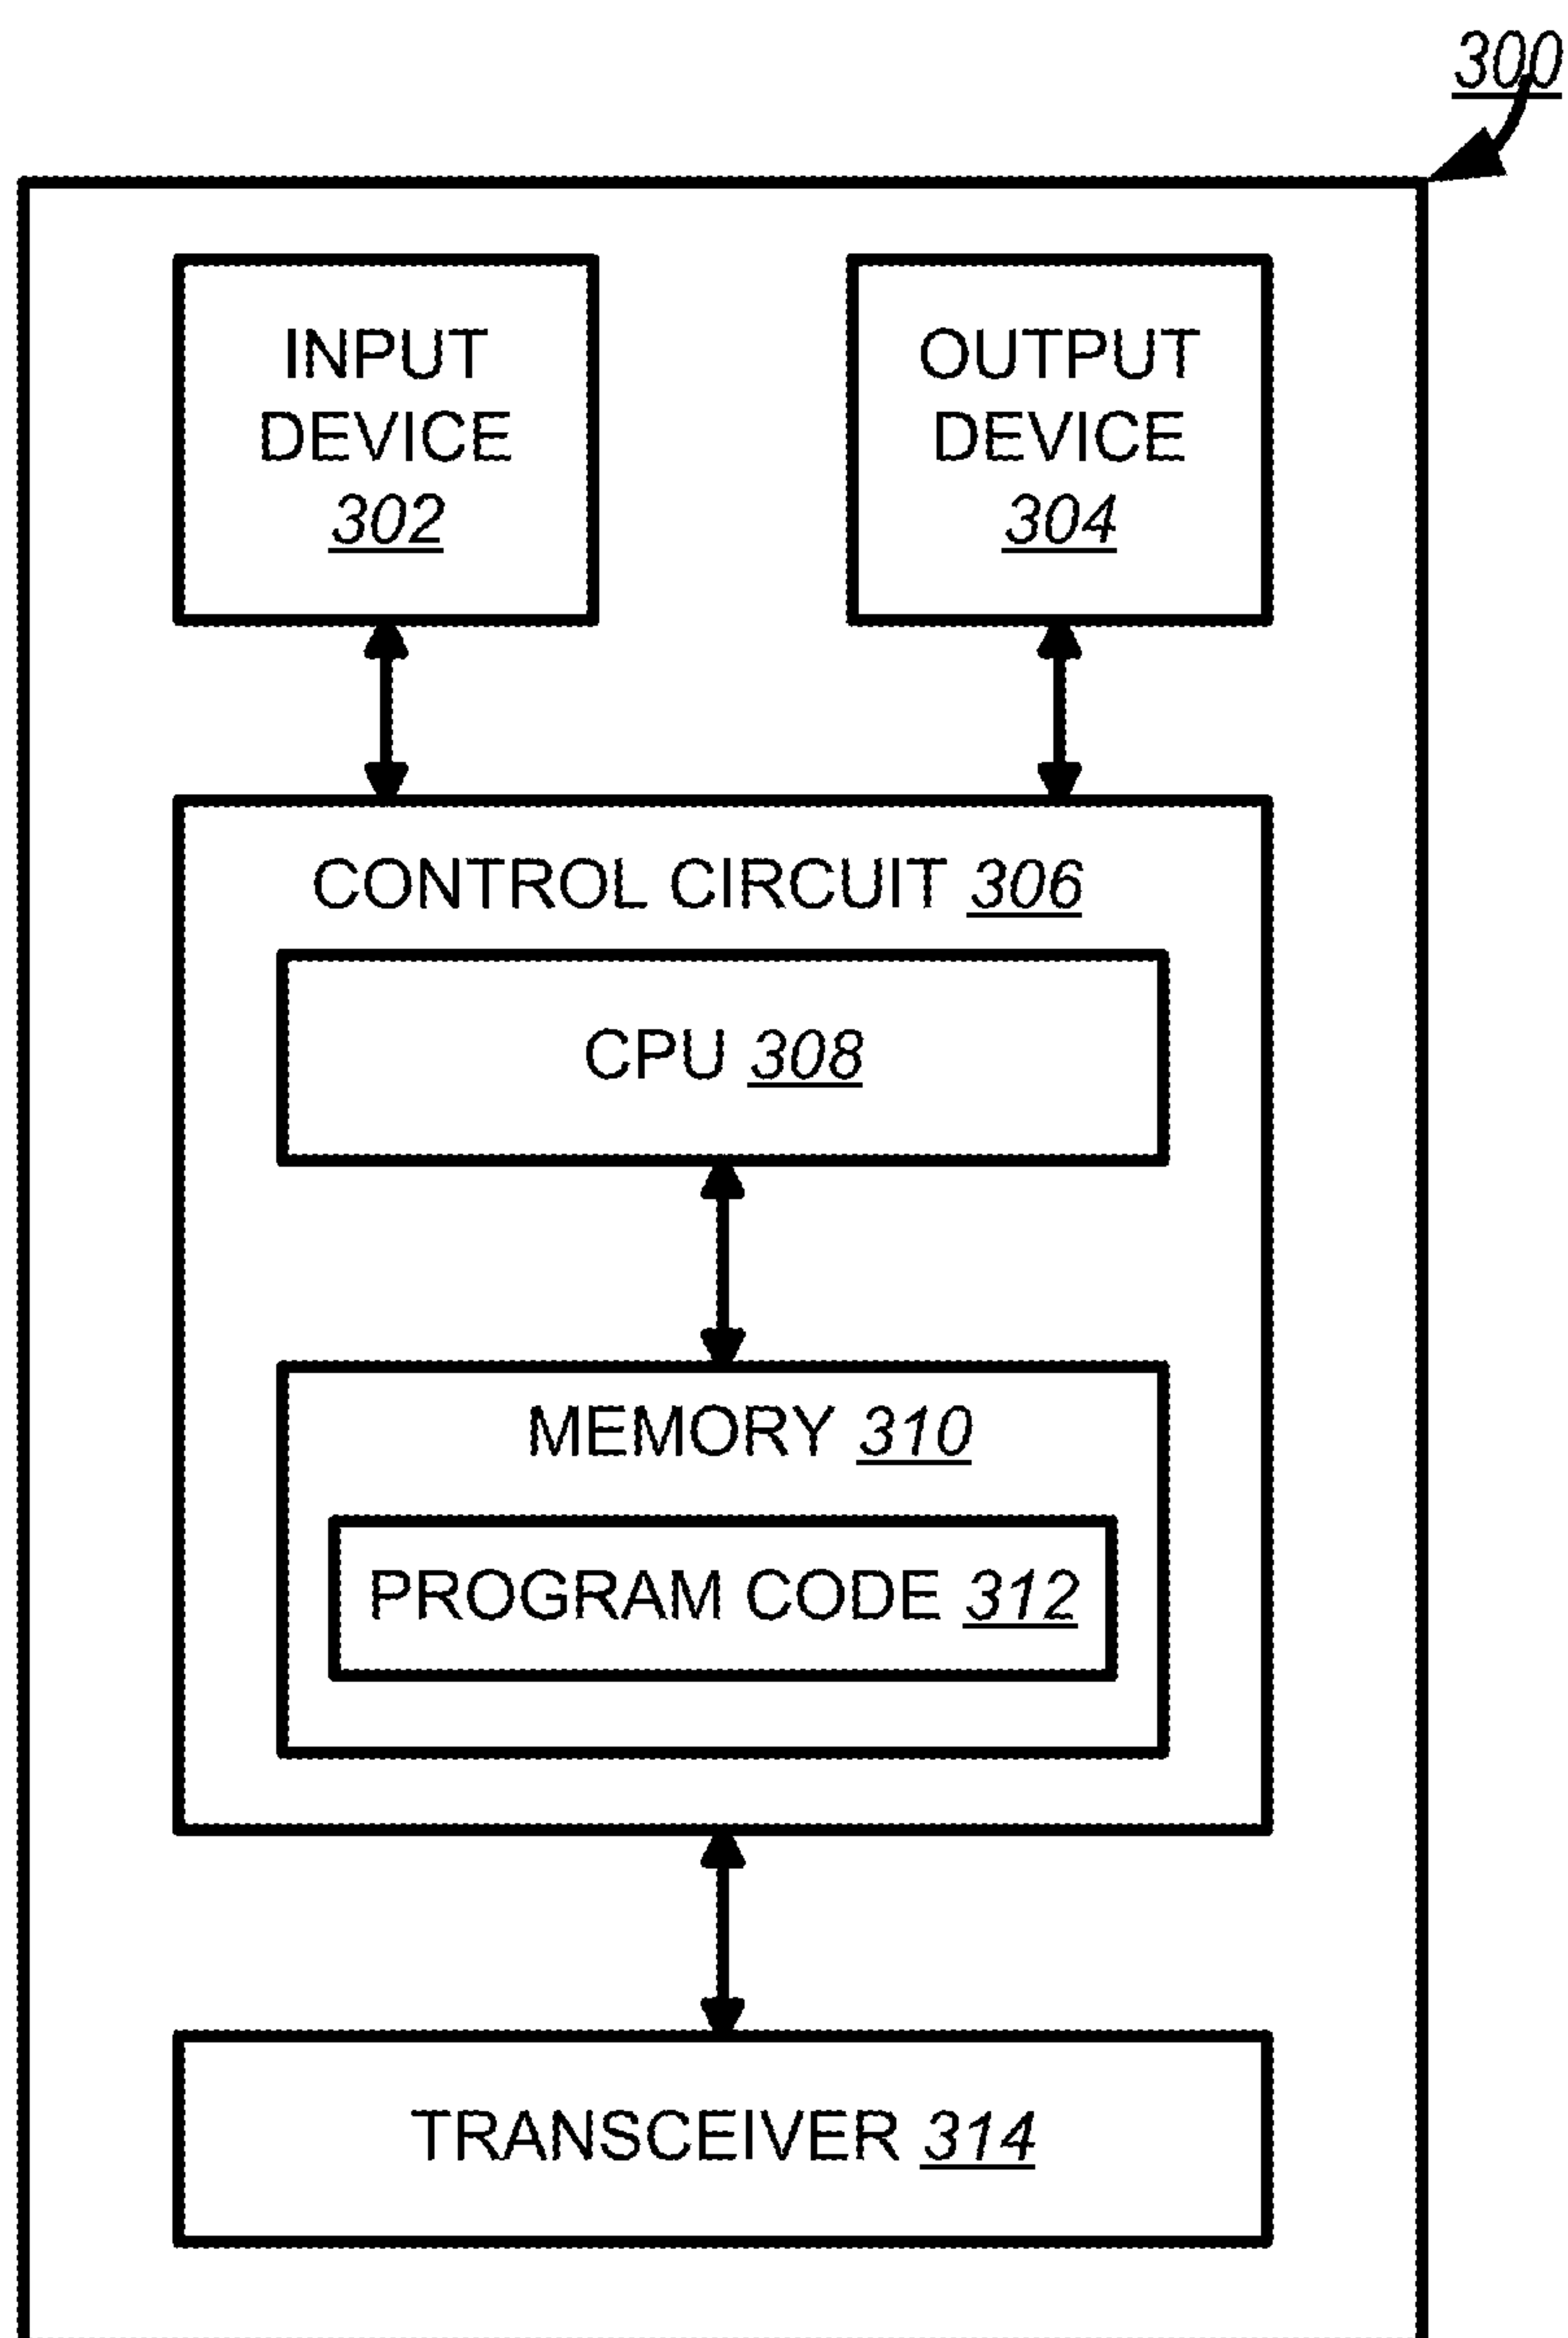 300
INPUT
DEVICE
302
OUTPUT
DEVICE
304
CONTROL CIRCUIT 306
CPU 308
MEMORY 310
PROGRAM CODE 312
TRANSCEIVER 314